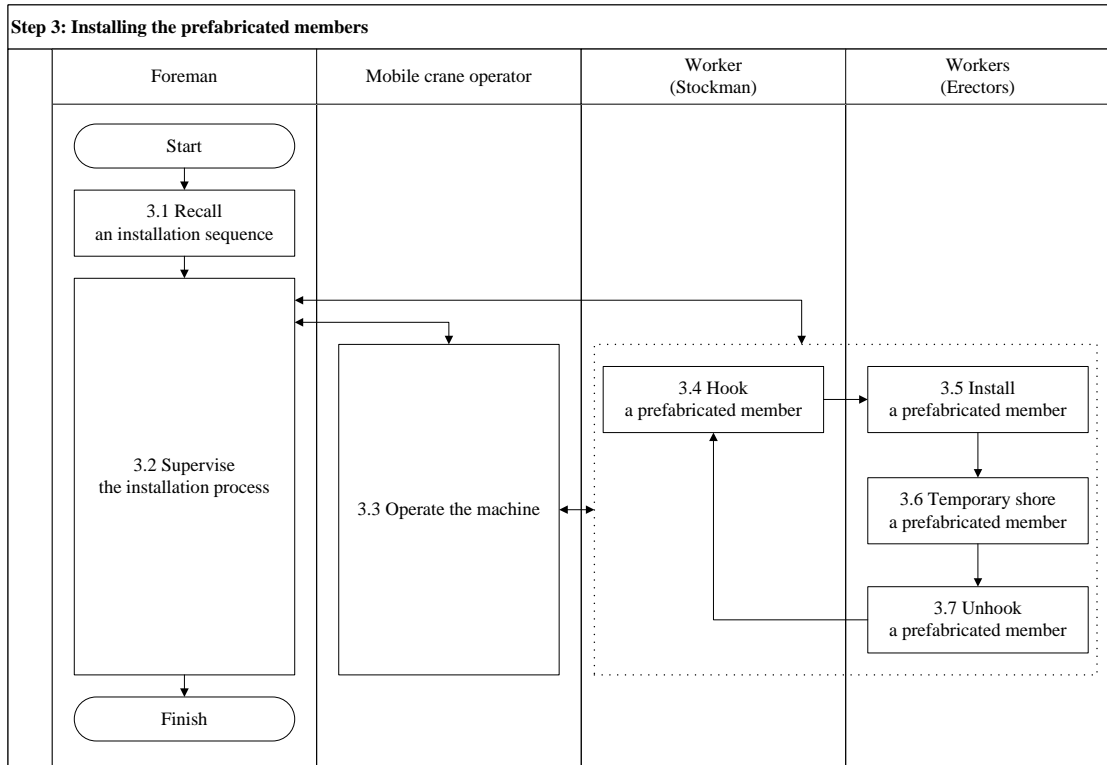 Step 3: Installing the prefabricated members
Foreman
Mobile crane operator
Worker
(Stockman)
Workers
(Erectors)
Start
3.1 Recall
an installation sequence
3.2 Supervise
the installation process
3.3 Operate the machine
3.4 Hook
a prefabricated member
3.5 Install
a prefabricated member
3.6 Temporary shore
a prefabricated member
3.7 Unhook
a prefabricated member
Finish